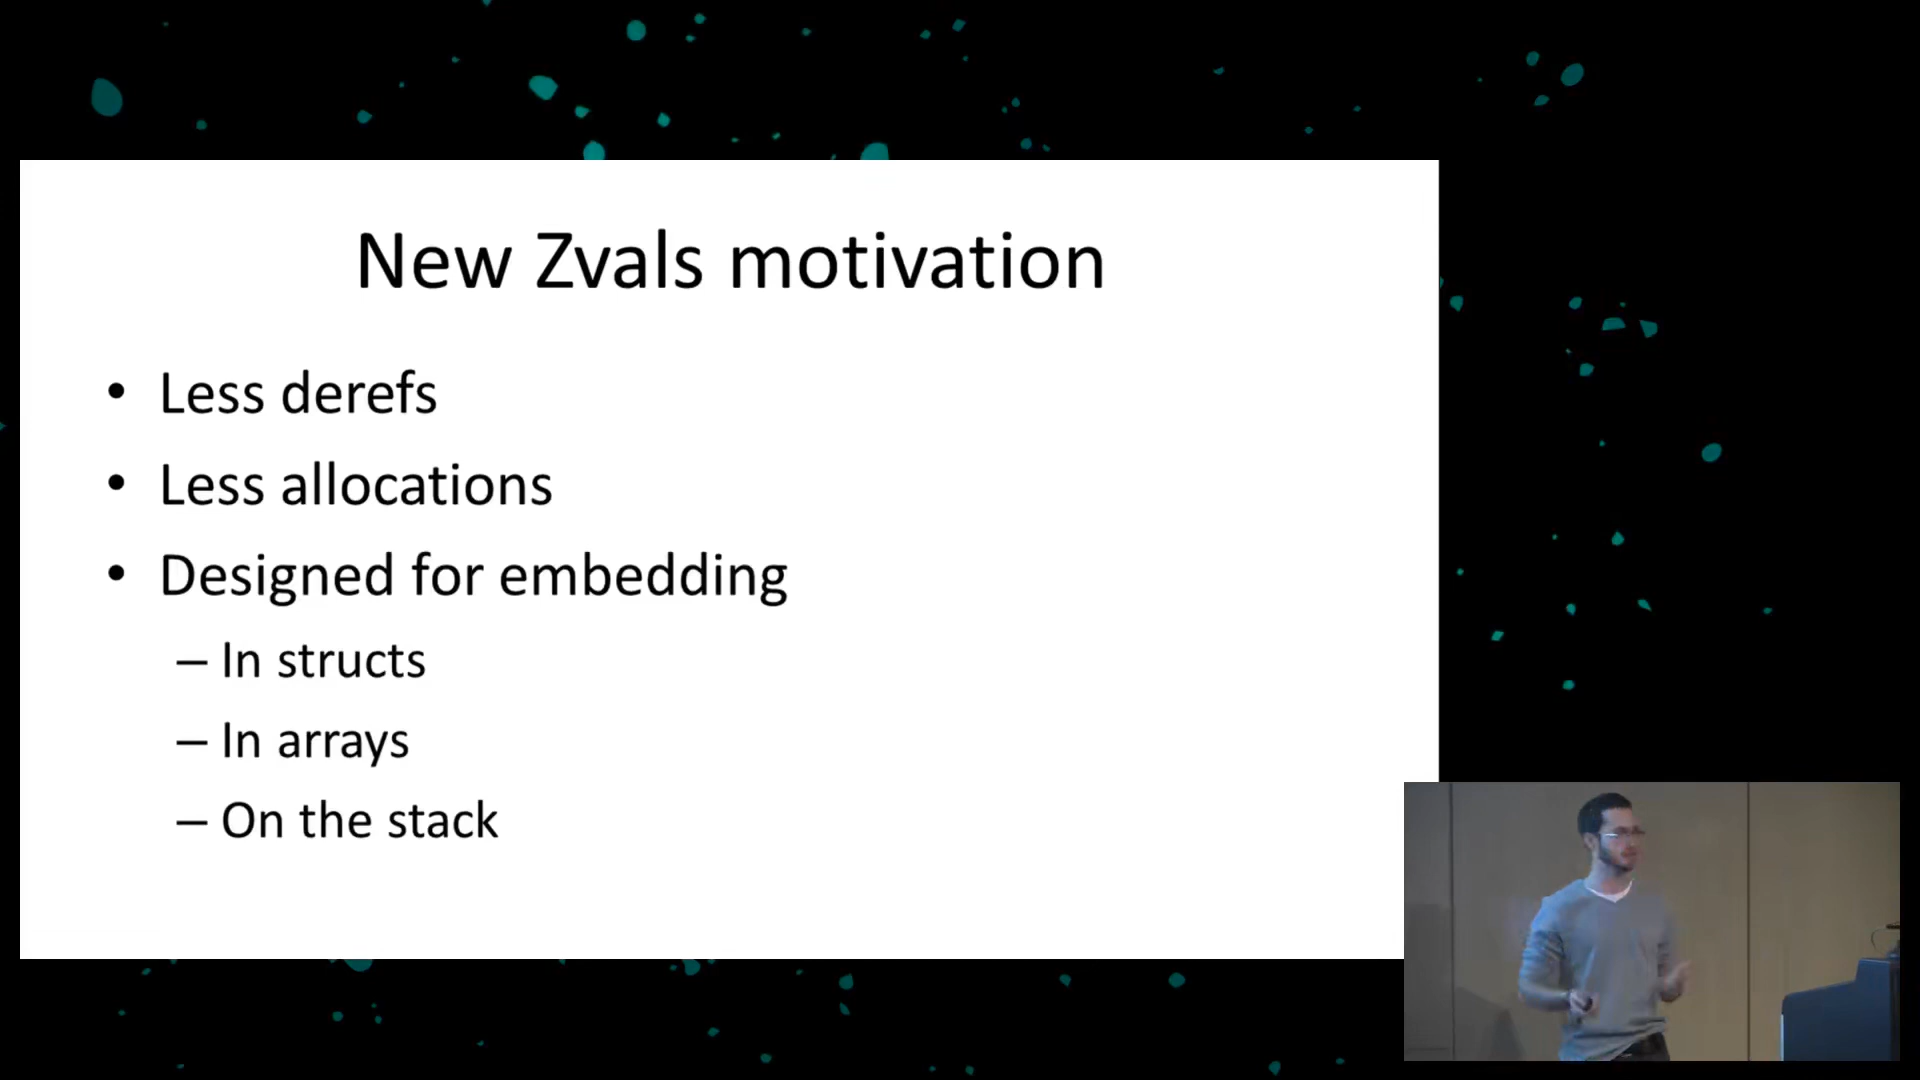 New Zvals motivation
• Less derefs
• Less allocations
• Designed for embedding
– In structs
– In arrays
– On the stack